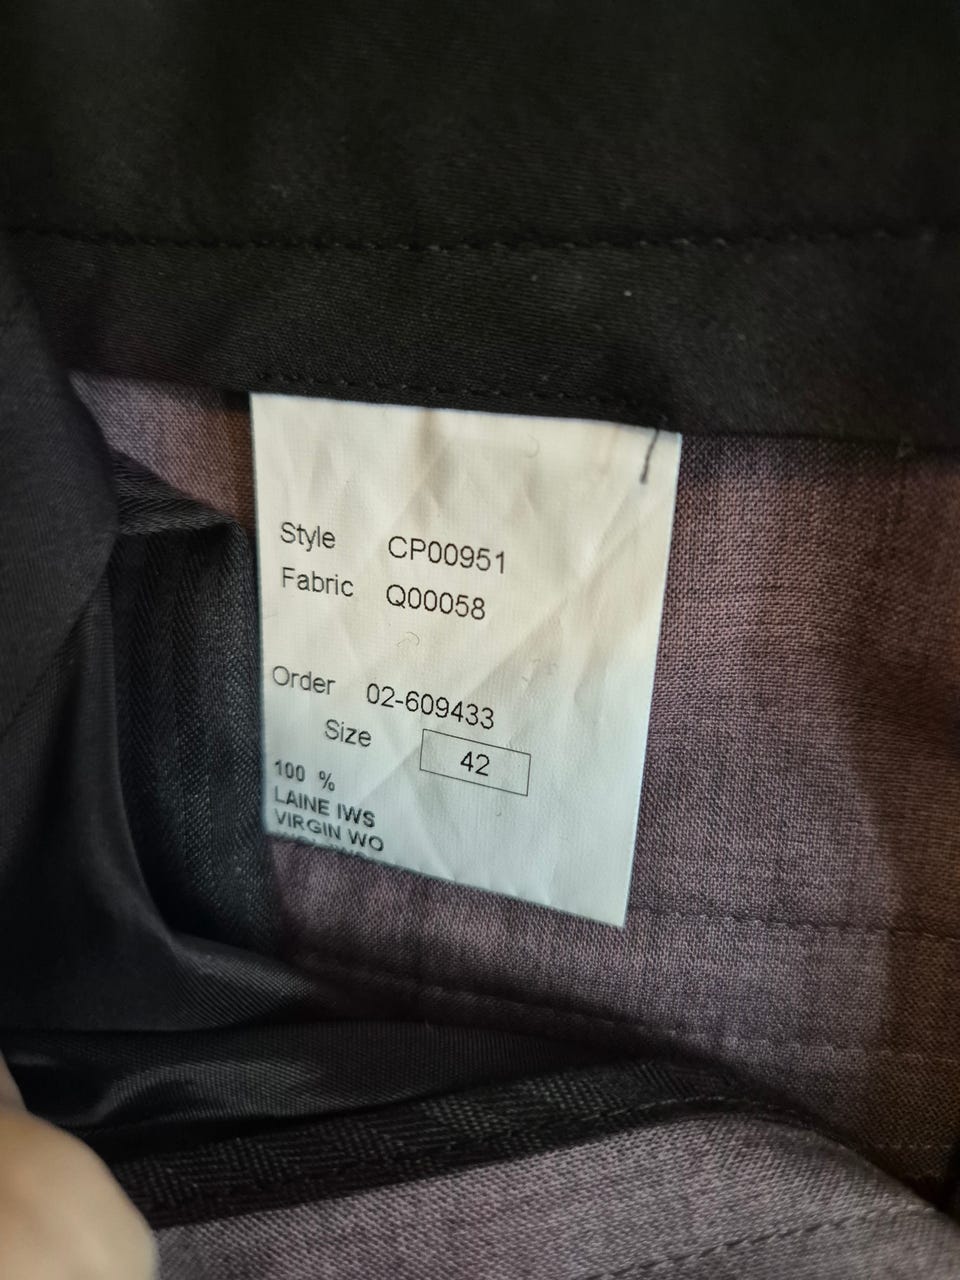 Style CP00951
Fabric Q00058
Order 02-609433
Size 42
100 %
LAINE IWS
VIRGIN WO